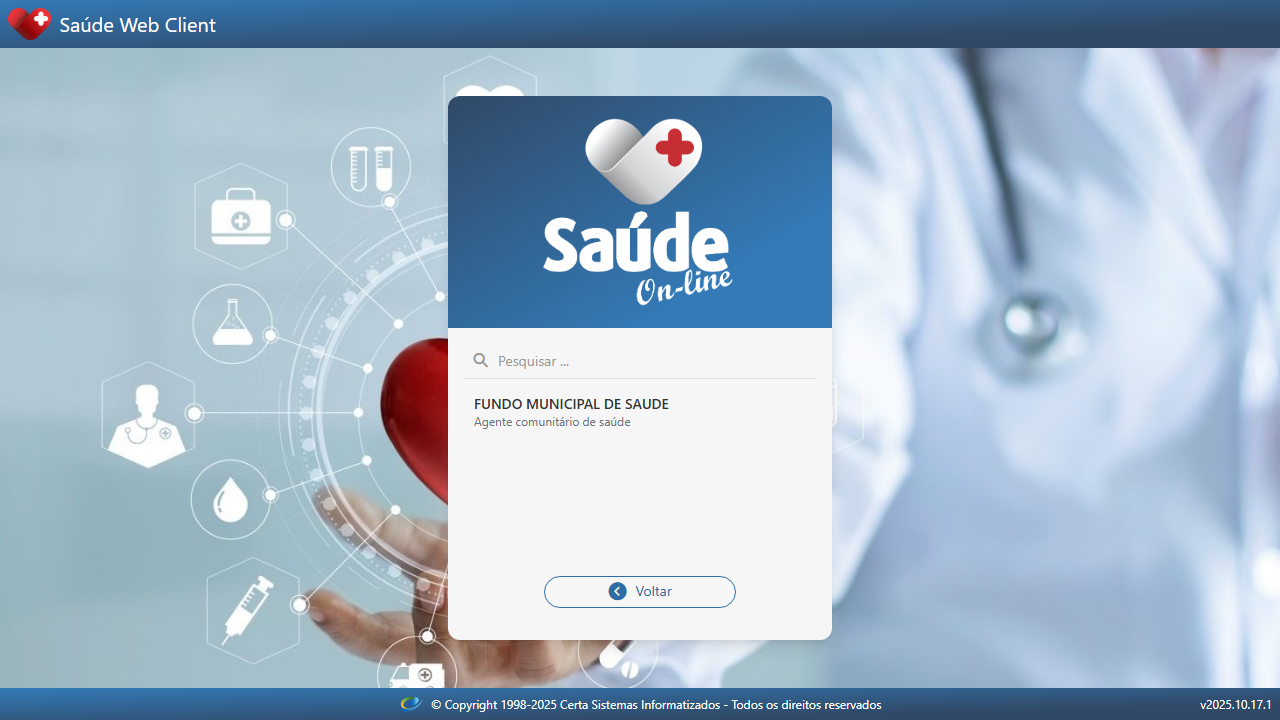 Saúde Web Client
Saúde
On-line
Pesquisar ...
FUNDO MUNICIPAL DE SAUDE
Agente comunitário de saúde
Voltar
© Copyright 1998-2025 Certa Sistemas Informatizados - Todos os direitos reservados
v2025.10.17.1